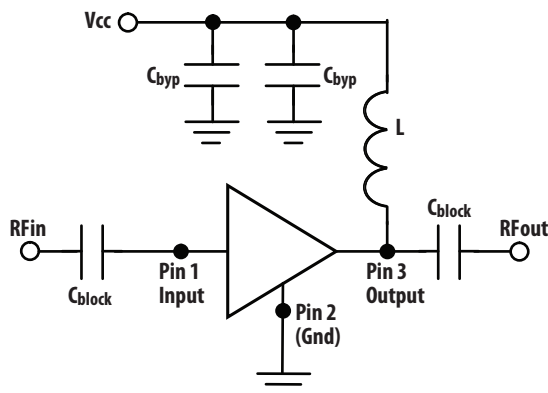 Vcc
Cbyp
Cbyp
L
RFin
Cblock
RFout
Cblock
Pin 1
Input
Pin 3
Output
Pin 2
(Gnd)